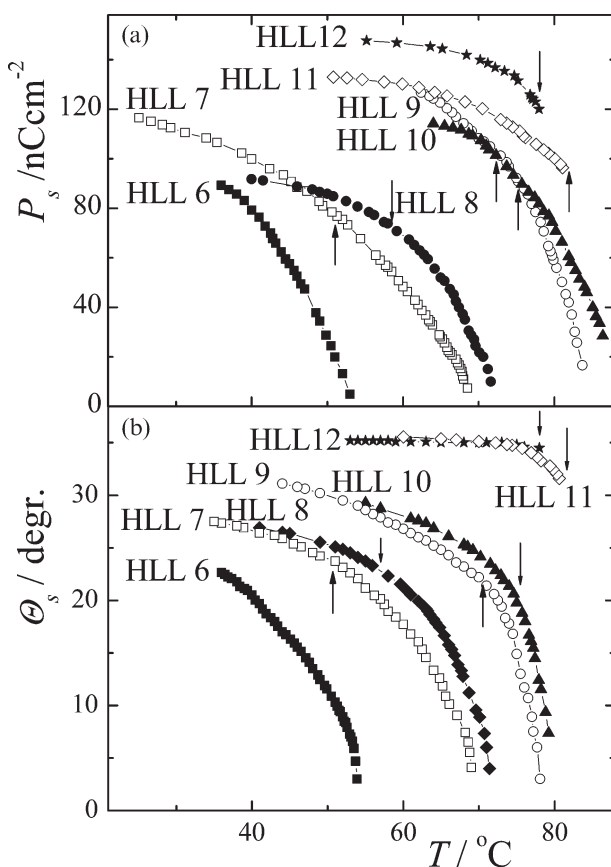 (a)
HLL12
HLL 11
HLL 7
HLL 9
HLL 10
HLL 6
HLL 8
120
80
40
0
P_s /nCcm⁻²
(b)
HLL12
HLL 9
HLL 10
HLL 11
HLL 8
HLL 7
HLL 6
30
20
10
0
Θ_s / degr.
40
60
80
T / °C